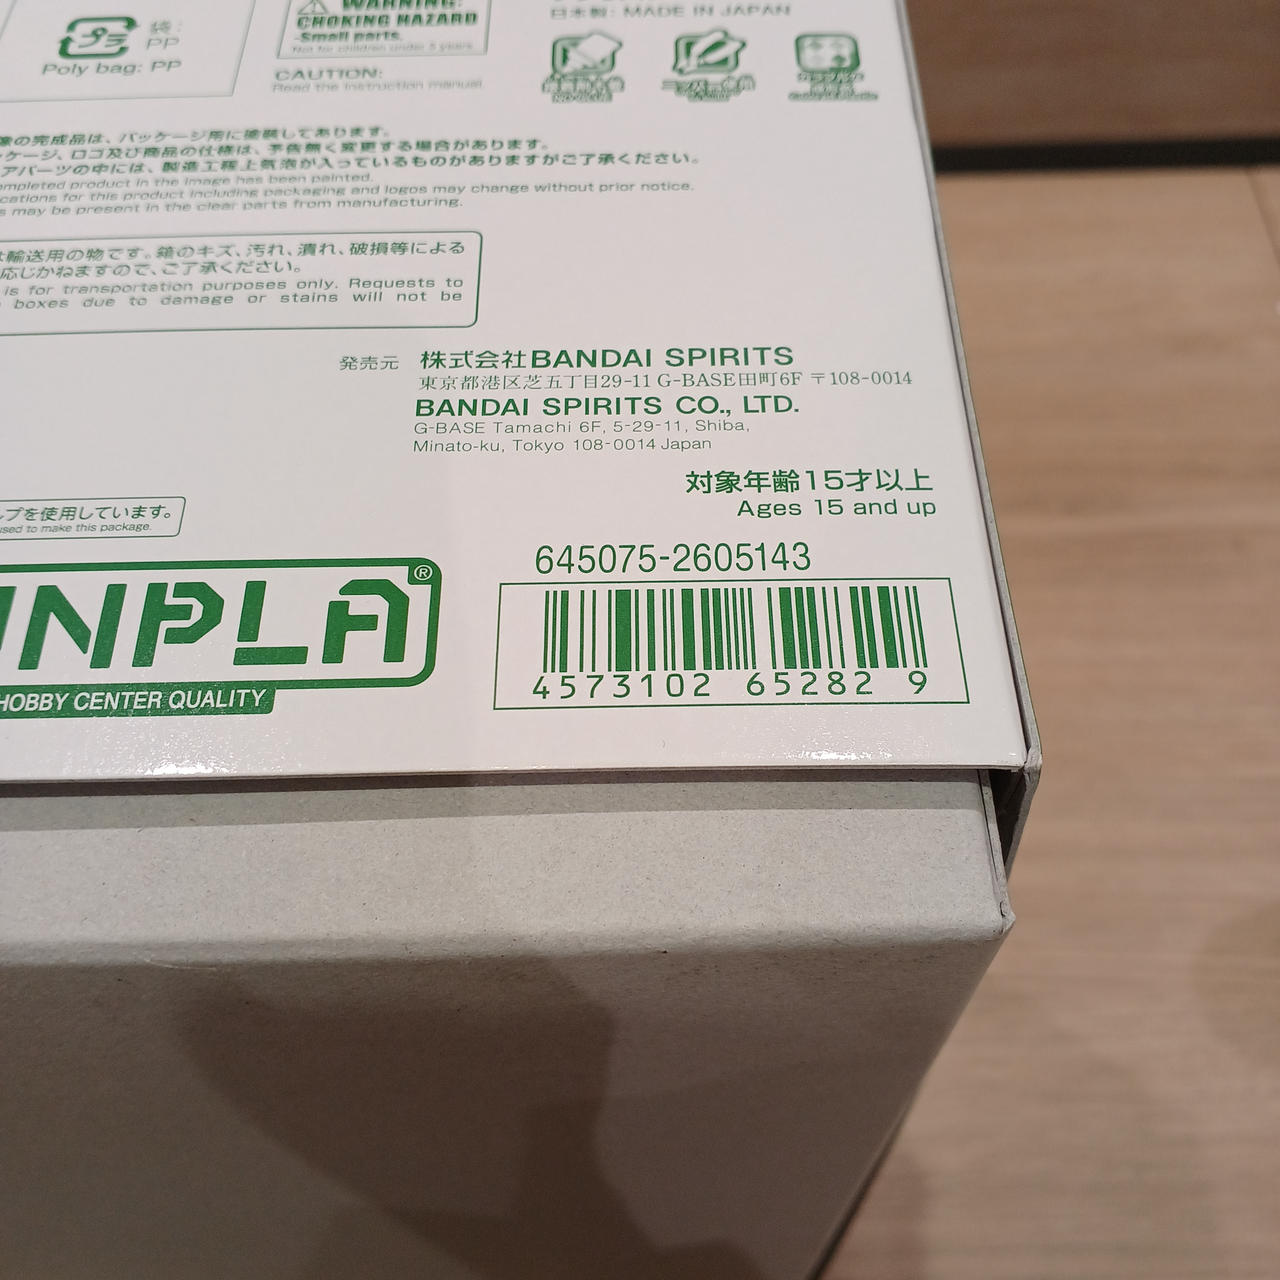 袋:
PP
プラ
Poly bag: PP
WARNING:
CHOKING HAZARD
-Small parts.
Not for children under 3 years.
CAUTION:
Read the instruction manual.
日本製: MADE IN JAPAN
像の完成品は、パッケージ用に塗装してあります。
ケージ、ロゴ及び商品の仕様は、予告無く変更する場合があります。
アパーツの中には、製造工程上気泡が入っているものがありますがご了承ください。
ompleted product in the image has been painted.
cations for this product including packaging and logos may change without prior notice.
s may be present in the clear parts from manufacturing.
は輸送用の物です。箱のキズ、汚れ、潰れ、破損等による
応じかねますので、ご了承ください。
is for transportation purposes only. Requests to
boxes due to damage or stains will not be
発売元 株式会社BANDAI SPIRITS
東京都港区芝五丁目29-11 G-BASE田町6F 〒108-0014
BANDAI SPIRITS CO., LTD.
G-BASE Tamachi 6F, 5-29-11, Shiba,
Minato-ku, Tokyo 108-0014 Japan
対象年齢15才以上
Ages 15 and up
プを使用しています。
used to make this package.
645075-2605143
4573102 65282 9
NPLA®
HOBBY CENTER QUALITY